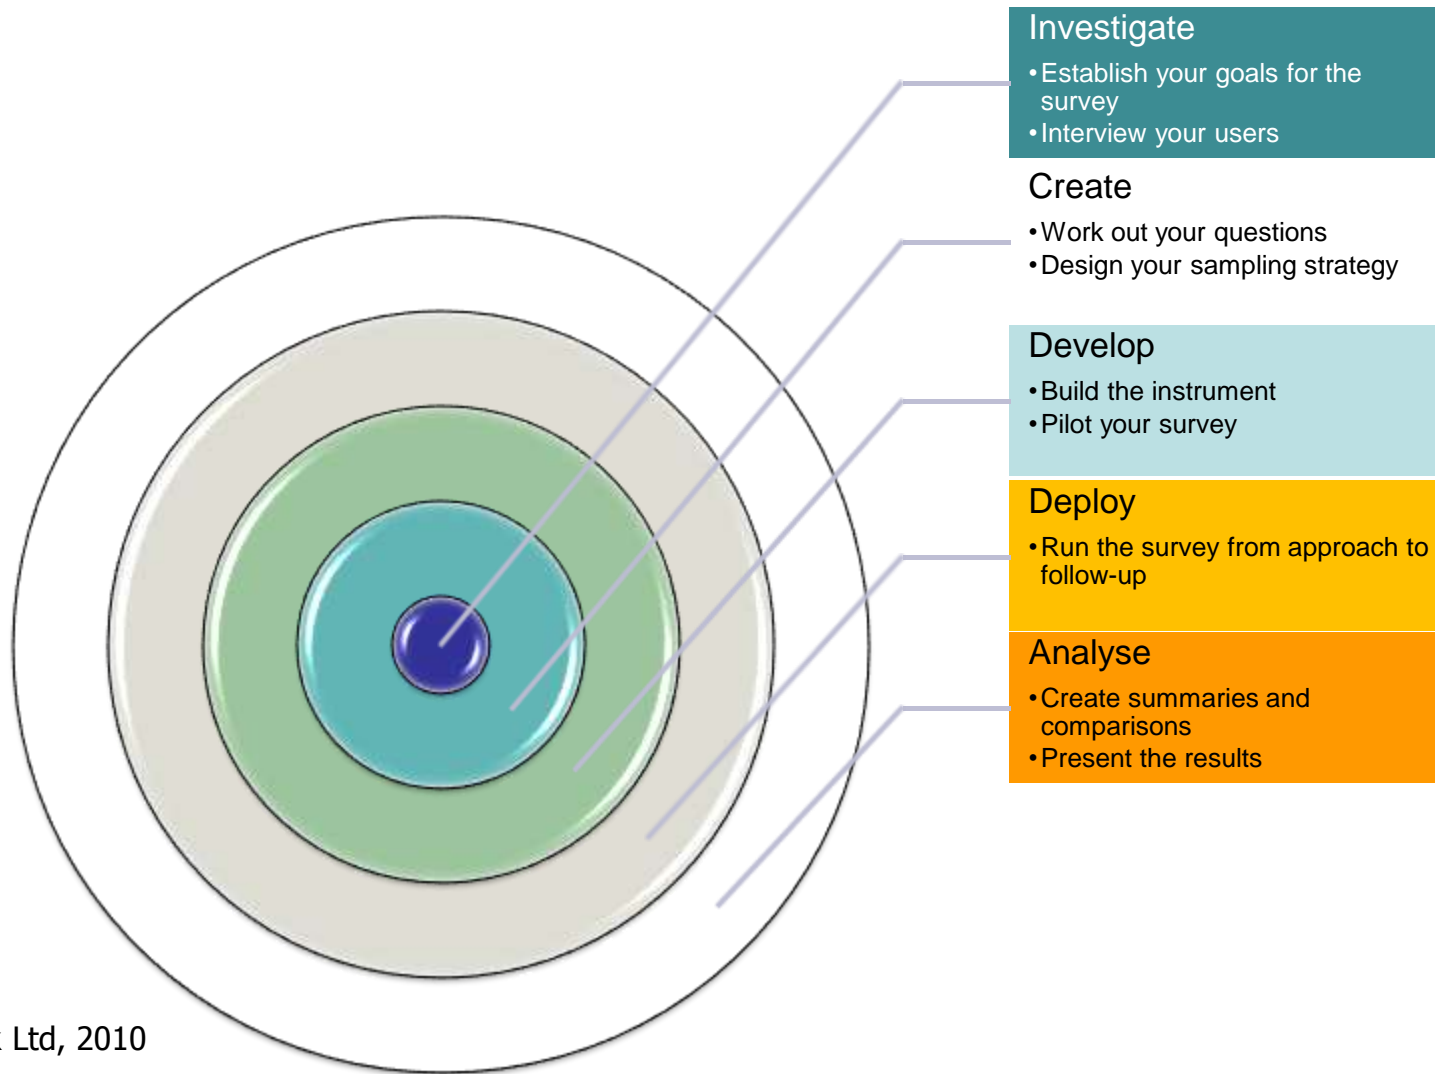 Investigate
•Establish your goals for the
survey
•Interview your users
Create
•Work out your questions
•Design your sampling strategy
Develop
•Build the instrument
•Pilot your survey
Deploy
•Run the survey from approach to
follow-up
Analyse
•Create summaries and
comparisons
•Present the results
Ltd, 2010